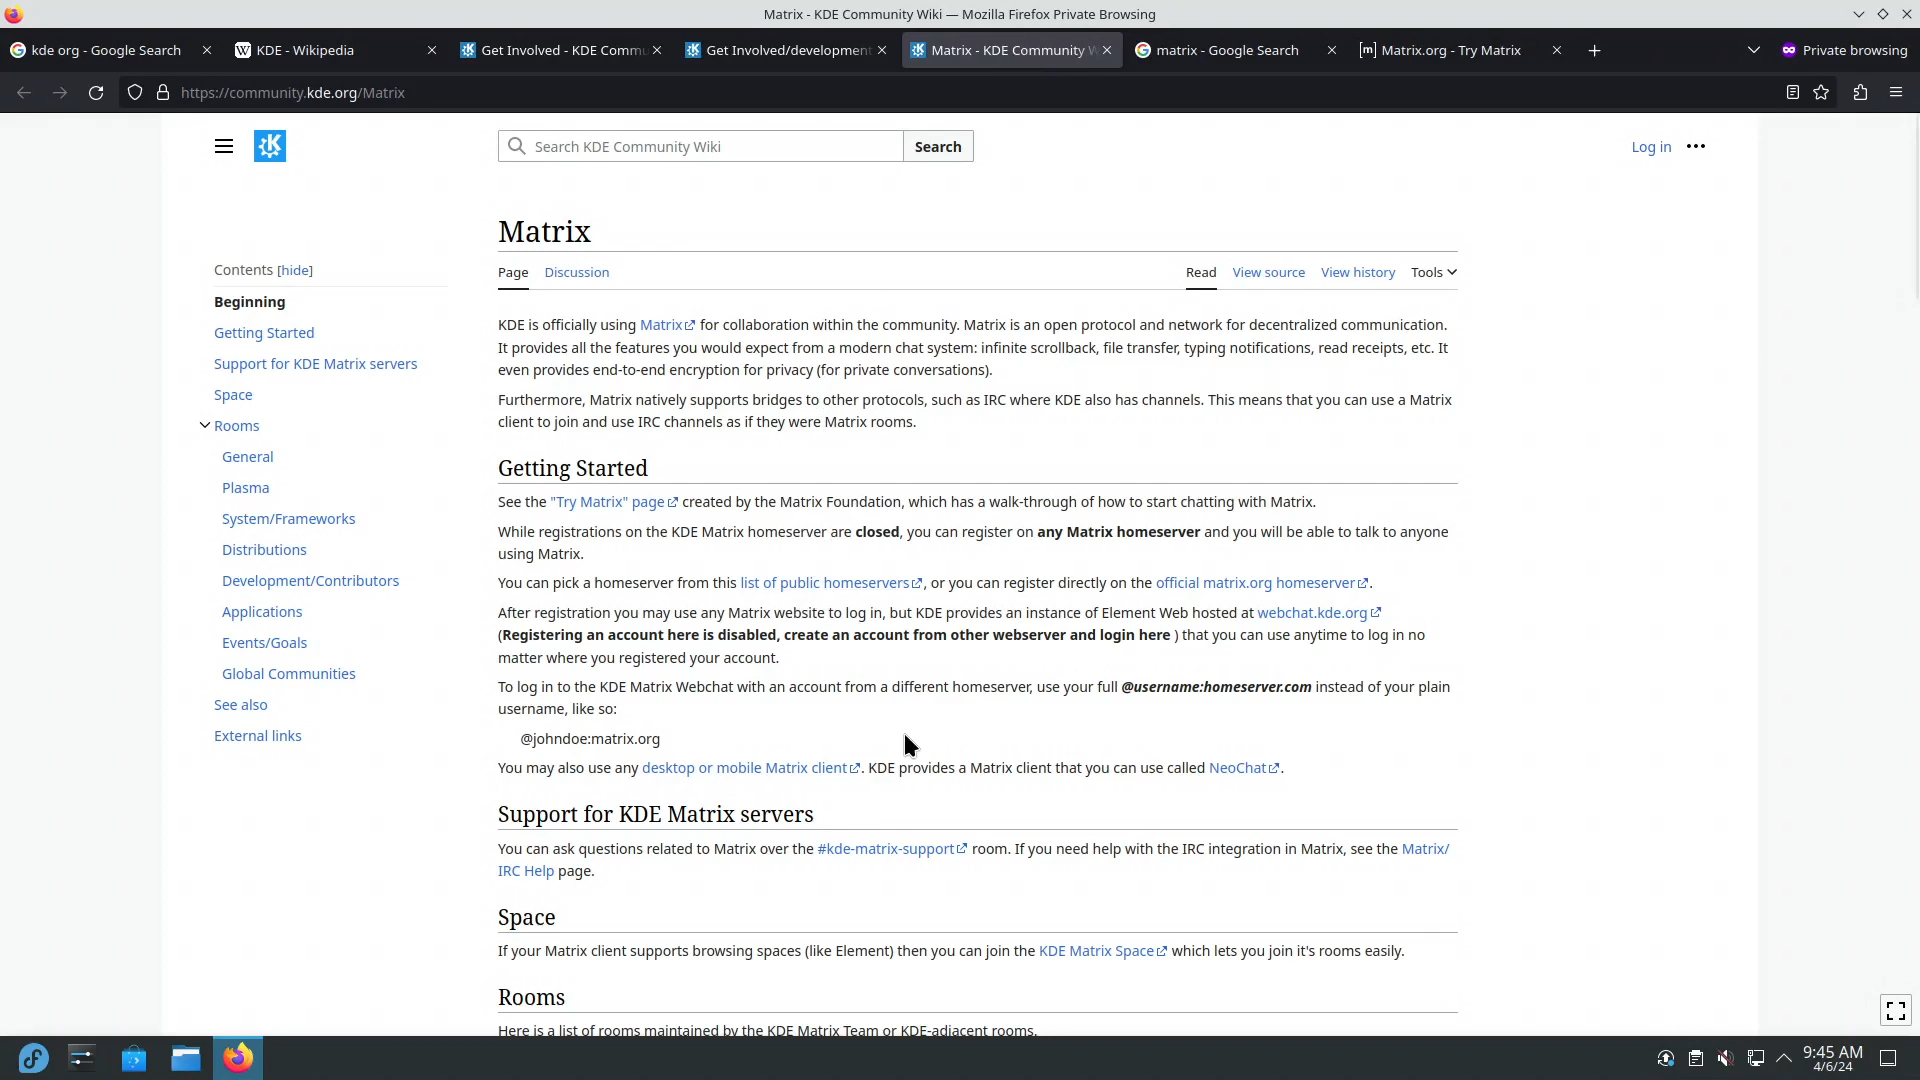 Matrix - KDE Community Wiki — Mozilla Firefox Private Browsing
kde org - Google Search
KDE - Wikipedia
Get Involved - KDE Commu
Get Involved/development
Matrix - KDE Community W
matrix - Google Search
[m] Matrix.org - Try Matrix
Private browsing
https://community.kde.org/Matrix
Search KDE Community Wiki
Search
Log in
Matrix
Page
Discussion
Read
View source
View history
Tools
Contents [hide]
Beginning
Getting Started
Support for KDE Matrix servers
Space
Rooms
General
Plasma
System/Frameworks
Distributions
Development/Contributors
Applications
Events/Goals
Global Communities
See also
External links
KDE is officially using Matrix for collaboration within the community. Matrix is an open protocol and network for decentralized communication.
It provides all the features you would expect from a modern chat system: infinite scrollback, file transfer, typing notifications, read receipts, etc. It
even provides end-to-end encryption for privacy (for private conversations).
Furthermore, Matrix natively supports bridges to other protocols, such as IRC where KDE also has channels. This means that you can use a Matrix
client to join and use IRC channels as if they were Matrix rooms.
Getting Started
See the "Try Matrix" page created by the Matrix Foundation, which has a walk-through of how to start chatting with Matrix.
While registrations on the KDE Matrix homeserver are closed, you can register on any Matrix homeserver and you will be able to talk to anyone
using Matrix.
You can pick a homeserver from this list of public homeservers, or you can register directly on the official matrix.org homeserver.
After registration you may use any Matrix website to log in, but KDE provides an instance of Element Web hosted at webchat.kde.org
(Registering an account here is disabled, create an account from other webserver and login here ) that you can use anytime to log in no
matter where you registered your account.
To log in to the KDE Matrix Webchat with an account from a different homeserver, use your full @username:homeserver.com instead of your plain
username, like so:
@johndoe:matrix.org
You may also use any desktop or mobile Matrix client. KDE provides a Matrix client that you can use called NeoChat.
Support for KDE Matrix servers
You can ask questions related to Matrix over the #kde-matrix-support room. If you need help with the IRC integration in Matrix, see the Matrix/
IRC Help page.
Space
If your Matrix client supports browsing spaces (like Element) then you can join the KDE Matrix Space which lets you join it's rooms easily.
Rooms
Here is a list of rooms maintained by the KDE Matrix Team or KDE-adjacent rooms.
9:45 AM
4/6/24